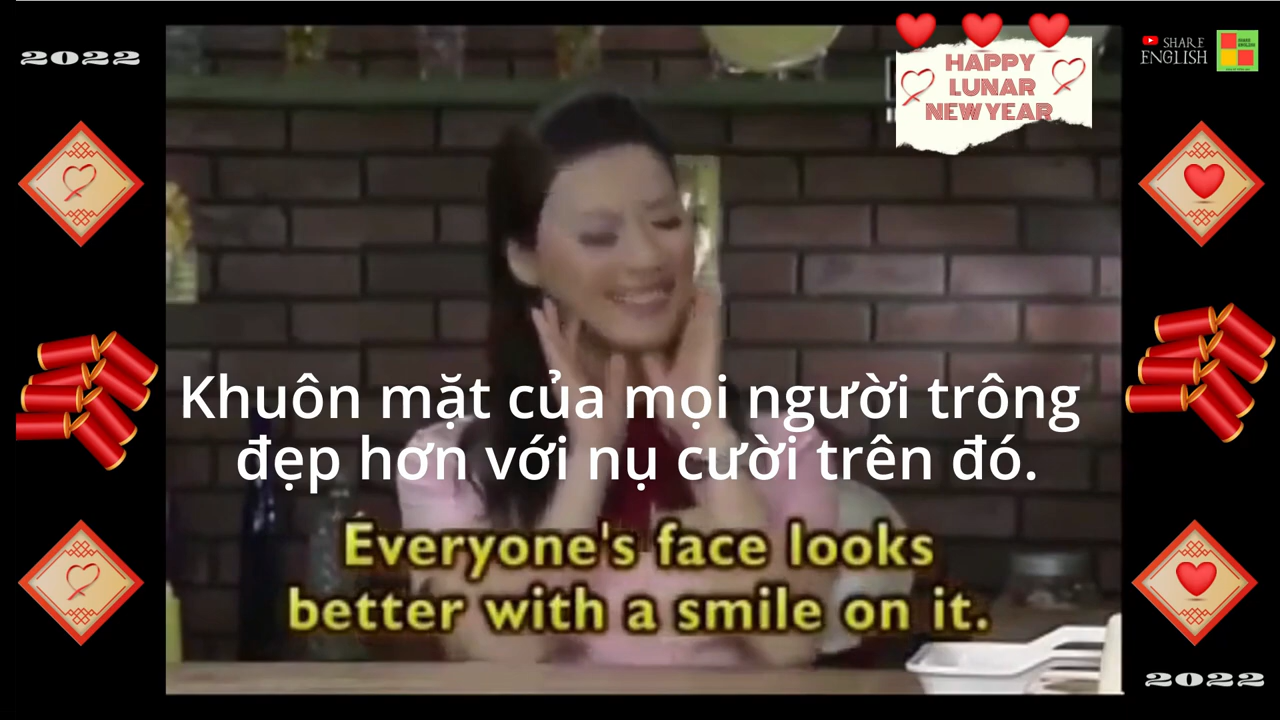 2022
HAPPY
LUNAR
NEW YEAR
SHARE
ENGLISH
Khuôn mặt của mọi người trông
đẹp hơn với nụ cười trên đó.
Everyone's face looks
better with a smile on it.
2022